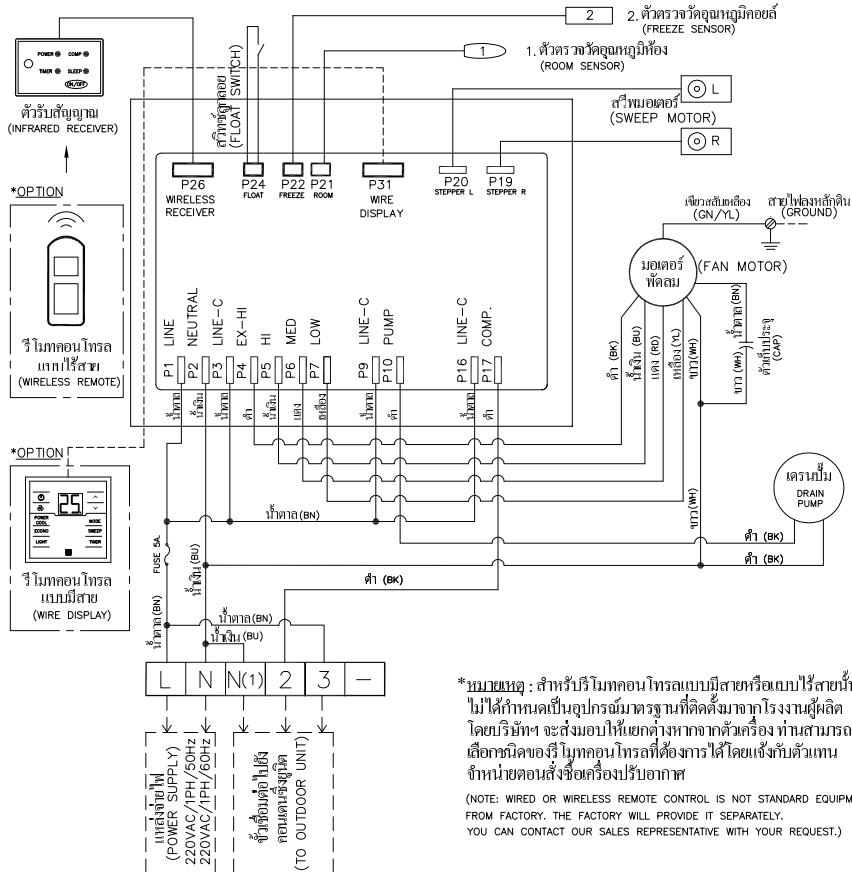 2
2. ตัวตรวจวัดอุณหภูมิคอยล์
(FREEZE SENSOR)
1
1. ตัวตรวจวัดอุณหภูมิห้อง
(ROOM SENSOR)
POWER COMP
TIMER SLEEP
(ON/OFF)
ตัวรับสัญญาณ
(INFRARED RECEIVER)
สวิทซ์ลูกลอย
(FLOAT SWITCH)
สวีพมอเตอร์
(SWEEP MOTOR)
L
R
P26
WIRELESS
RECEIVER
P24
FLOAT
P22
FREEZE
P21
ROOM
P31
WIRE
DISPLAY
P20
STEPPER L
P19
STEPPER R
*OPTION
รีโมทคอนโทรล
แบบไร้สาย
(WIRELESS REMOTE)
เขียวสลับเหลือง
(GN/YL)
สายไฟลงหลักดิน
(GROUND)
มอเตอร์
พัดลม
(FAN MOTOR)
P1 LINE
P2 NEUTRAL
P3 LINE-C
P4 EX-HI
P5 HI
P6 MED
P7 LOW
P9 LINE-C
P10 PUMP
P16 LINE-C
P17 COMP.
น้ำตาล
น้ำเงิน
น้ำตาล
ดำ
น้ำเงิน
แดง
เหลือง
น้ำตาล
ดำ
น้ำตาล
ดำ
ดำ (BK)
น้ำเงิน (BU)
แดง (RD)
เหลือง (YL)
ขาว (WH)
ขาว (WH)
น้ำตาล (BN)
ตัวเก็บประจุ
(CAP)
*OPTION
25
POWER
COOL
ECONO
LIGHT
MODE
SWEEP
TIMER
รีโมทคอนโทรล
แบบมีสาย
(WIRE DISPLAY)
น้ำตาล (BN)
ขาว (WH)
เดรนปั๊ม
DRAIN
PUMP
ดำ (BK)
ดำ (BK)
ดำ (BK)
FUSE 5A.
น้ำเงิน (BU)
น้ำตาล (BN)
น้ำตาล (BN)
น้ำเงิน (BU)
L N N(1) 2 3 –
แหล่งจ่ายไฟ
(POWER SUPPLY)
220VAC/1PH/50Hz
220VAC/1PH/60Hz
ขั้วเชื่อมต่อไปยัง
คอนเดนซิ่งยูนิต
(TO OUTDOOR UNIT)
*หมายเหตุ : สำหรับรีโมทคอนโทรลแบบมีสายหรือแบบไร้สายนั้น
ไม่ได้กำหนดเป็นอุปกรณ์มาตรฐานที่ติดตั้งมาจากโรงงานผู้ผลิต
โดยบริษัทฯ จะส่งมอบให้แยกต่างหากจากตัวเครื่อง ท่านสามารถ
เลือกชนิดของรีโมทคอนโทรลที่ต้องการได้โดยแจ้งกับตัวแทน
จำหน่ายตอนสั่งซื้อเครื่องปรับอากาศ
(NOTE: WIRED OR WIRELESS REMOTE CONTROL IS NOT STANDARD EQUIPM
FROM FACTORY. THE FACTORY WILL PROVIDE IT SEPARATELY.
YOU CAN CONTACT OUR SALES REPRESENTATIVE WITH YOUR REQUEST.)